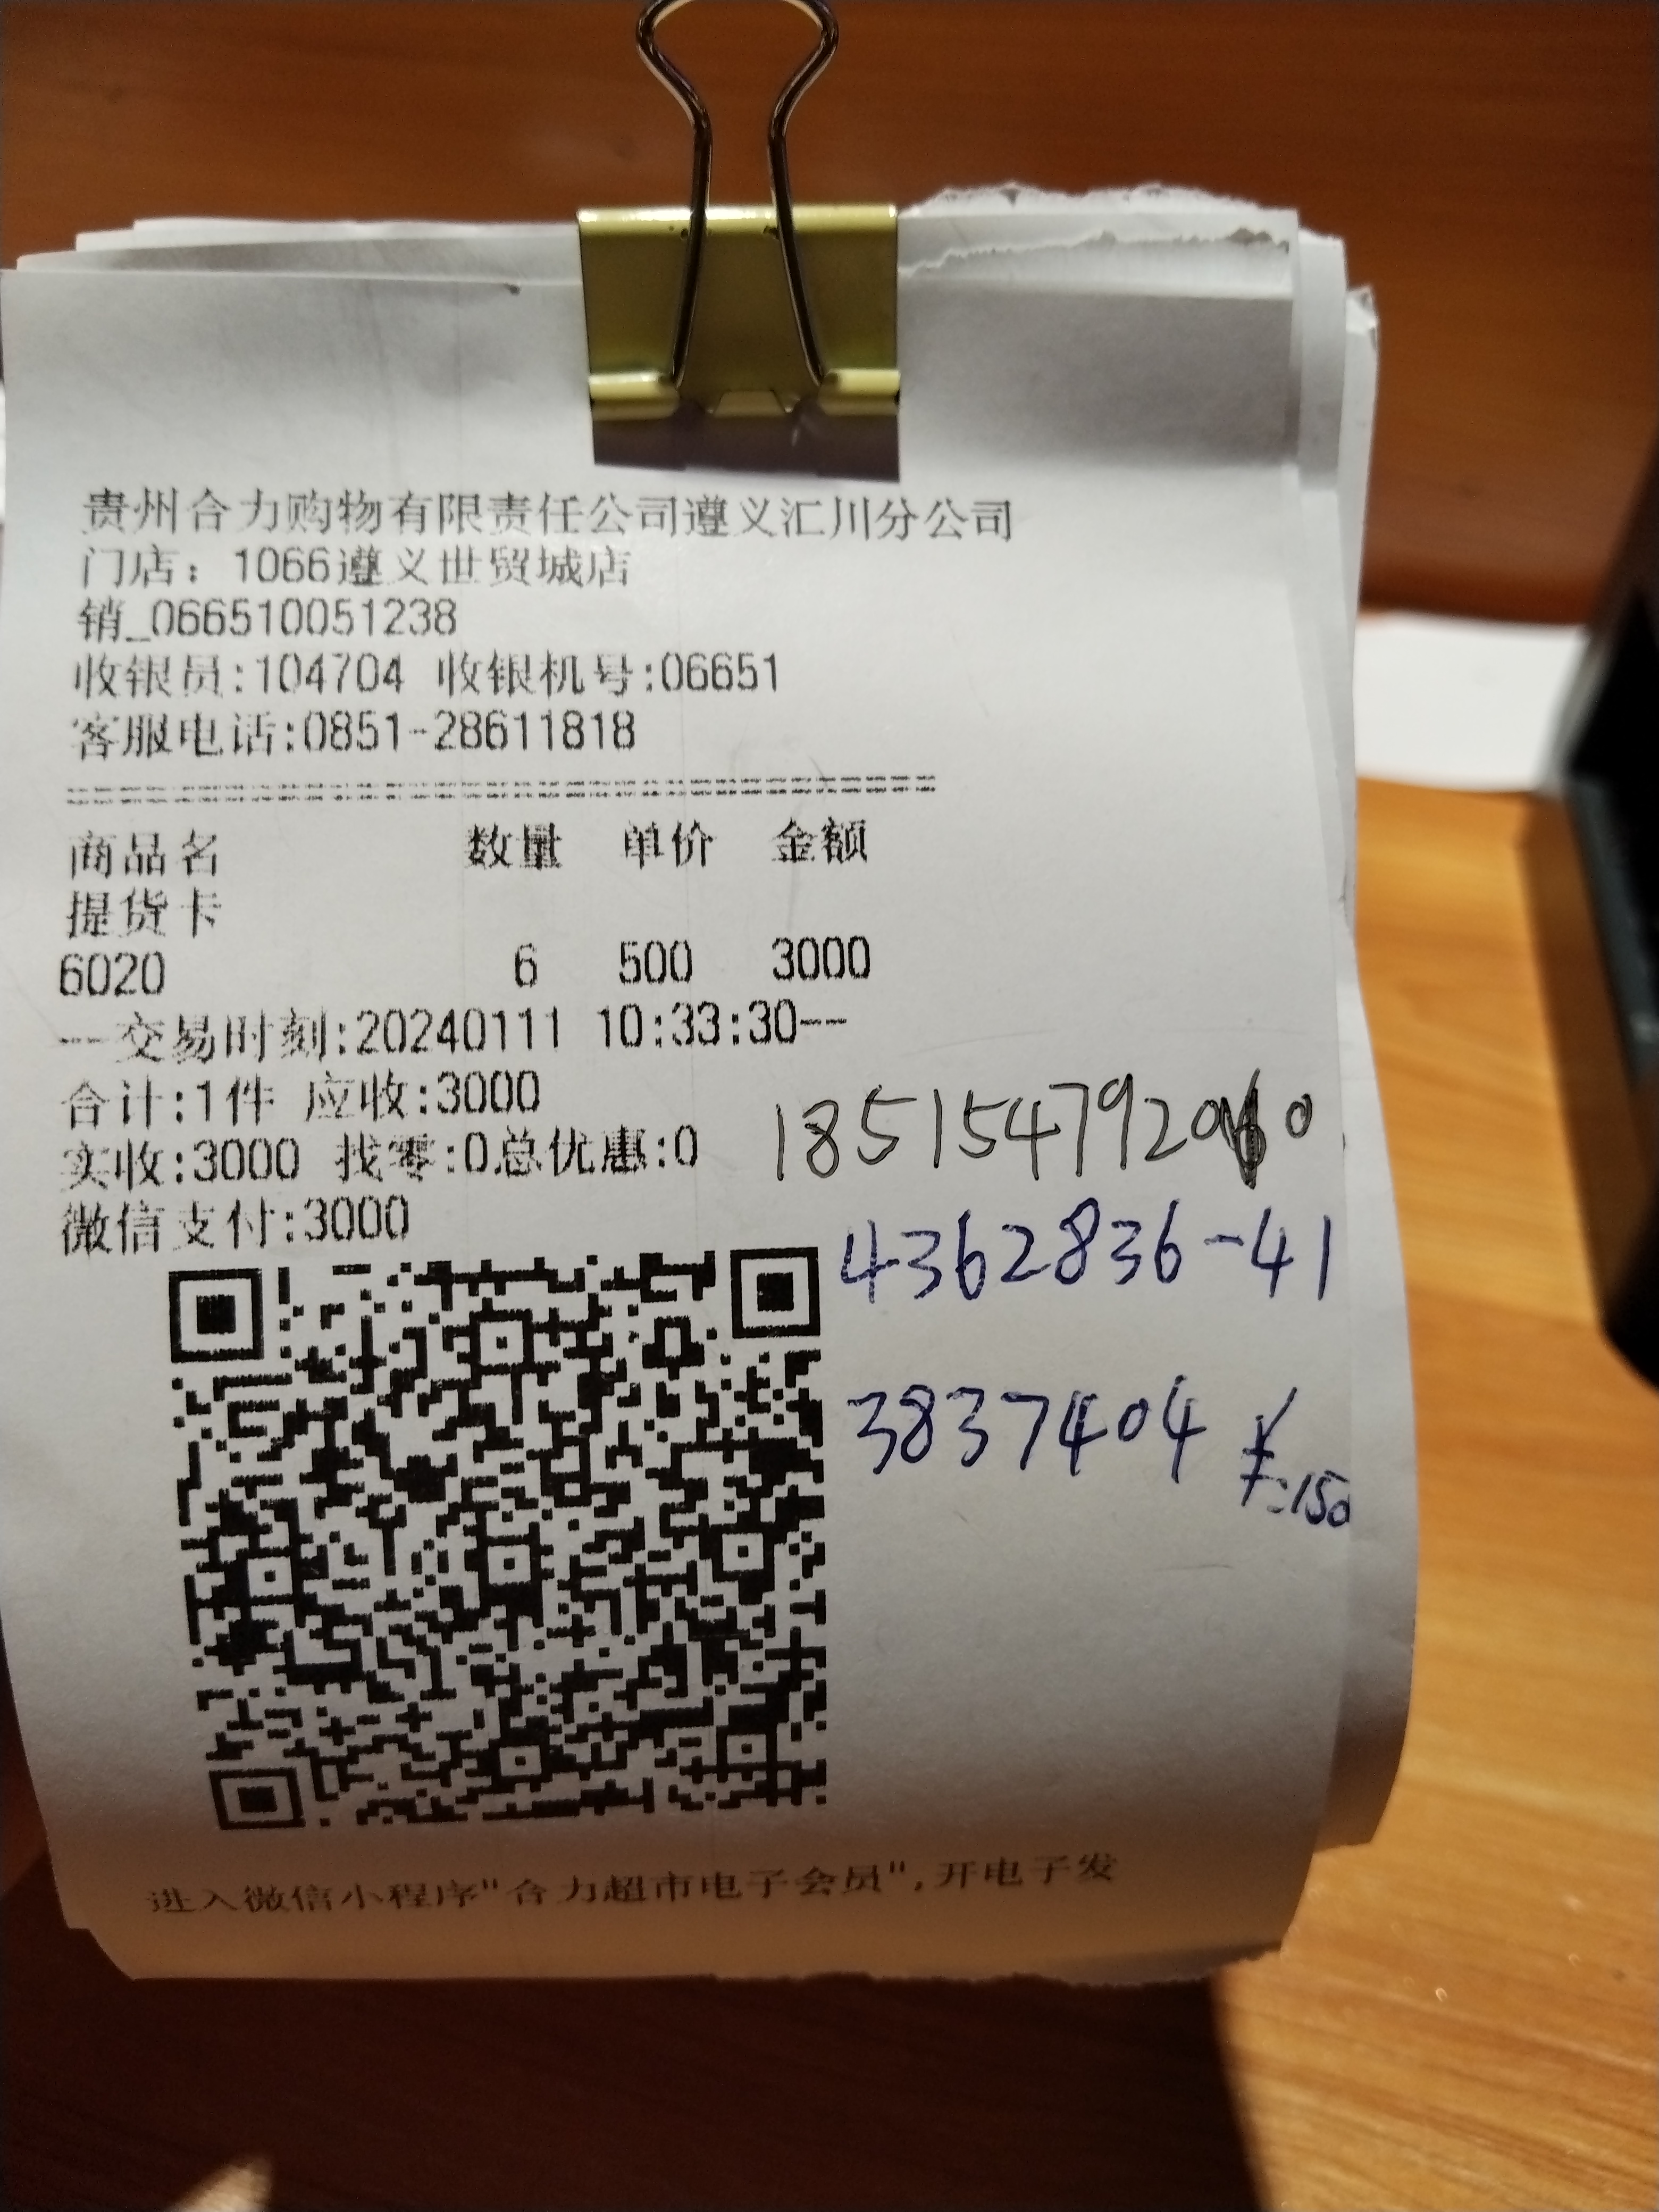 贵州合力购物有限责任公司遵义汇川分公司
门店：1066遵义世贸城店
销_066510051238
收银员:104704 收银机号:06651
客服电话:0851-28611818
商品名 数量 单价 金额
提货卡
6020 6 500 3000
--交易时刻:20240111 10:33:30--
合计:1件 应收:3000
实收:3000 找零:0总优惠:0
微信支付:3000
4362836-41
3837404 ¥:150
进入微信小程序"合力超市电子会员",开电子发